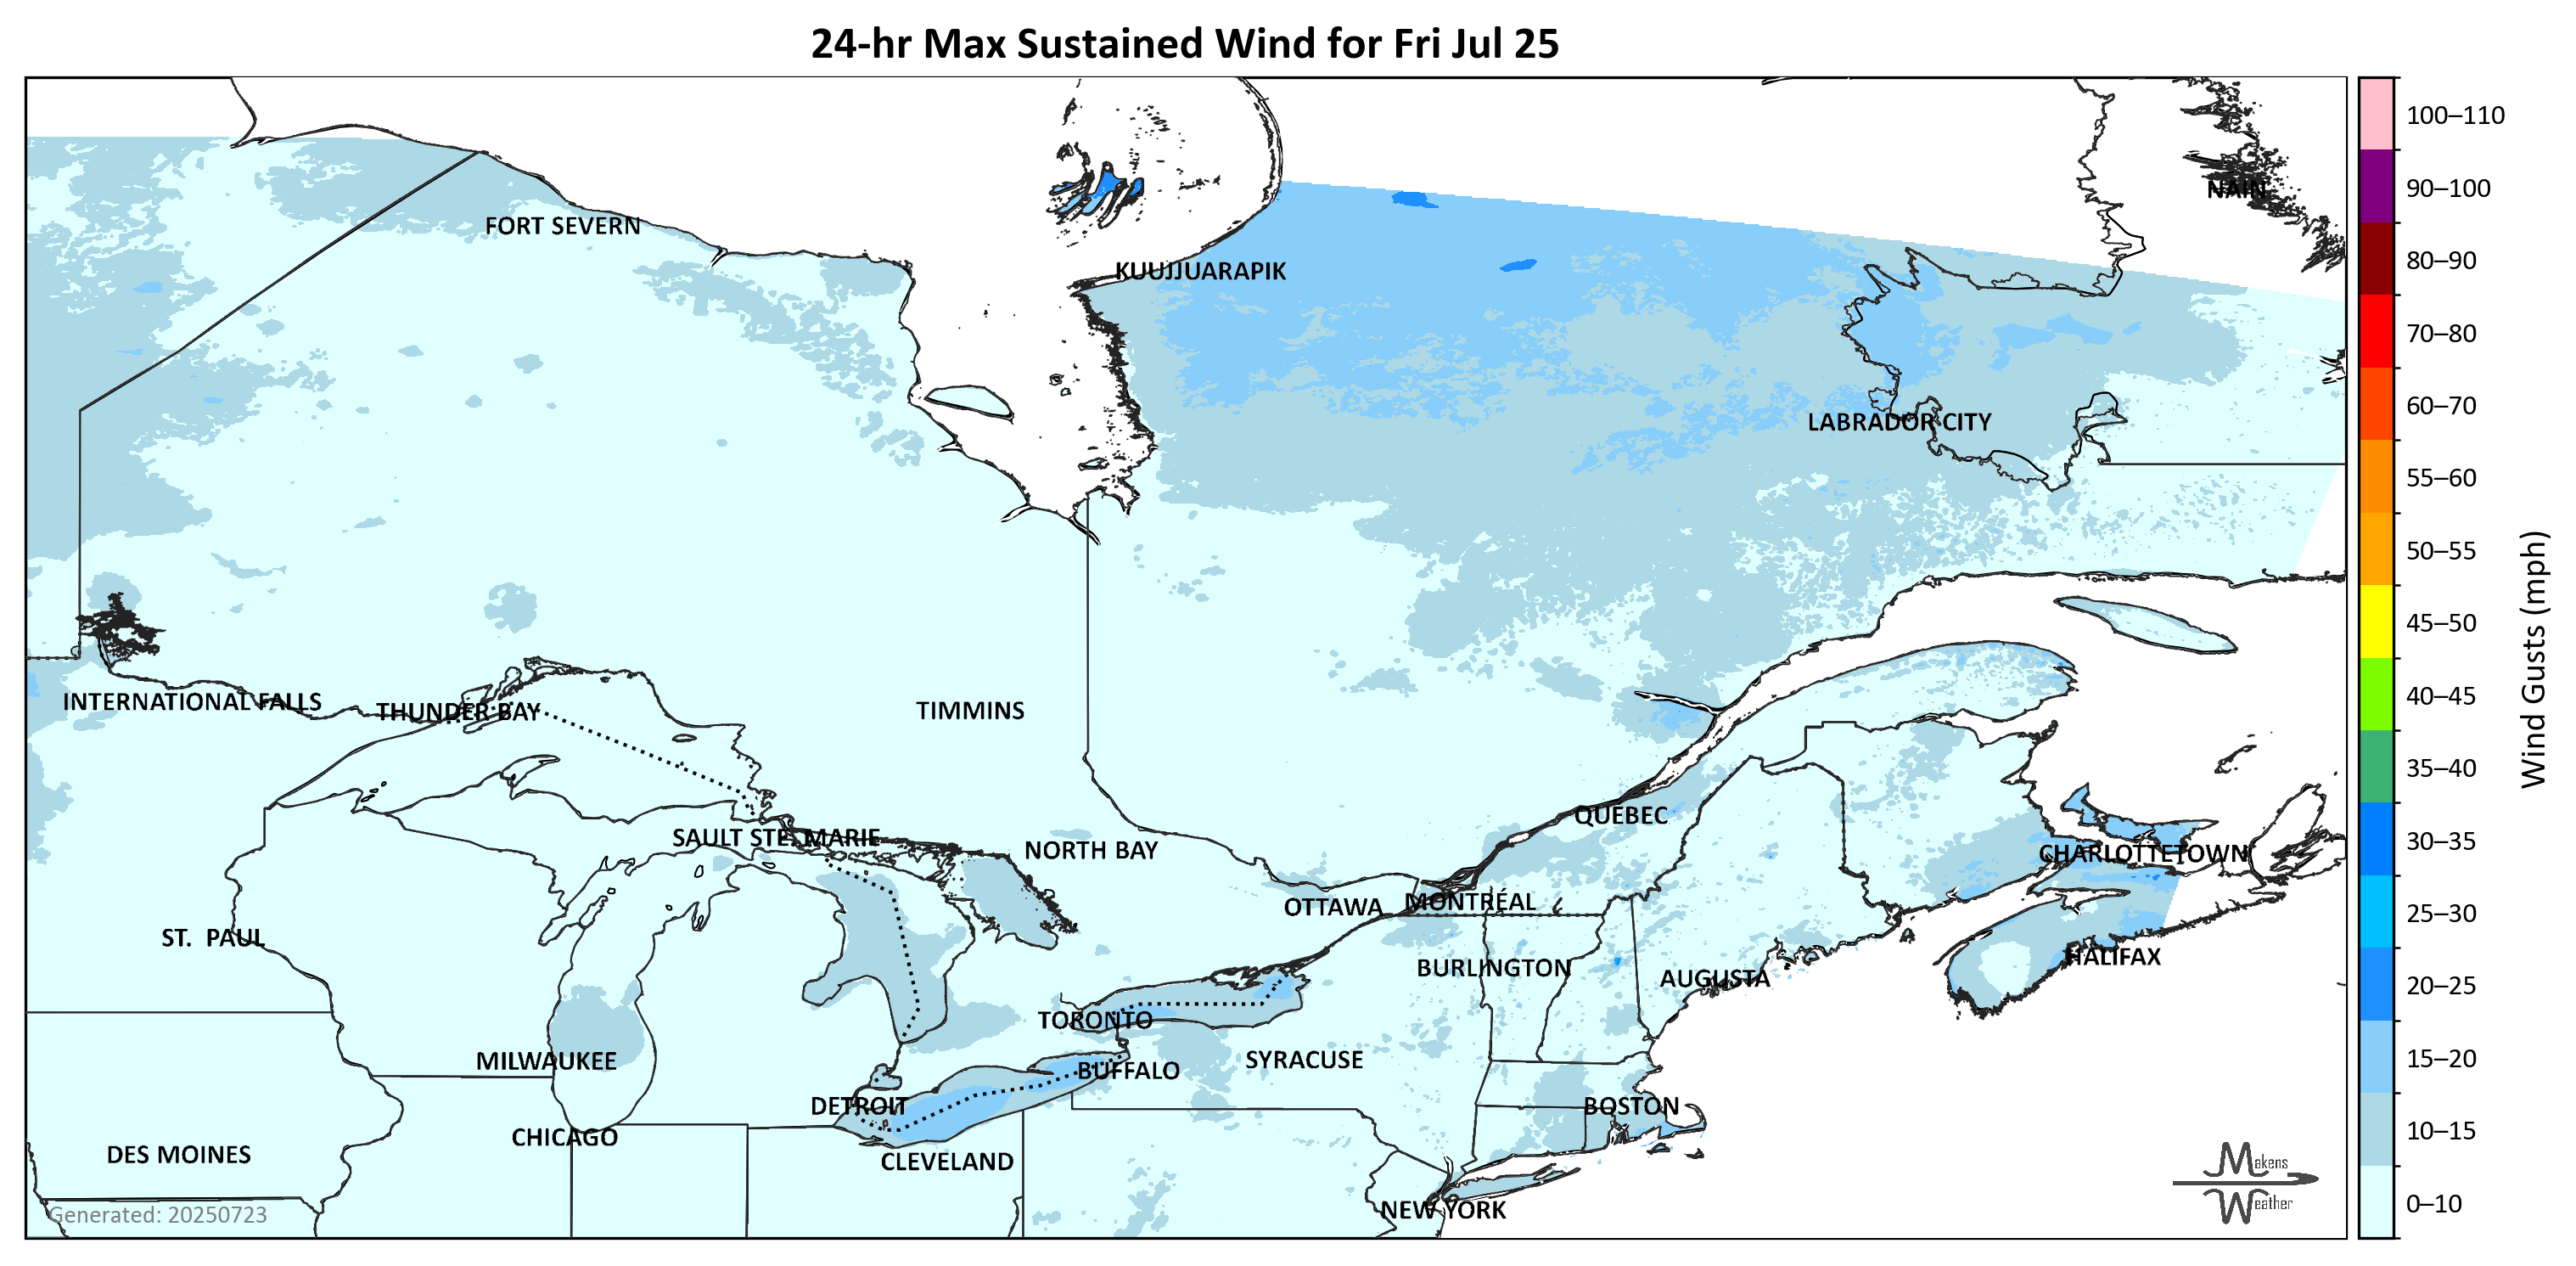 24-hr Max Sustained Wind for Fri Jul 25
100–110
NAIN
90–100
FORT SEVERN
80–90
KUUJJUARAPIK
70–80
60–70
LABRADOR CITY
55–60
50–55
45–50
40–45
Wind Gusts (mph)
INTERNATIONAL FALLS
THUNDER BAY
TIMMINS
35–40
QUÉBEC
30–35
SAULT STE. MARIE
NORTH BAY
CHARLOTTETOWN
OTTAWA
MONTRÉAL
25–30
ST. PAUL
HALIFAX
BURLINGTON
AUGUSTA
20–25
TORONTO
MILWAUKEE
SYRACUSE
15–20
BUFFALO
DETROIT
BOSTON
10–15
CHICAGO
DES MOINES
CLEVELAND
Makens
Weather
0–10
NEW YORK
Generated: 20250723